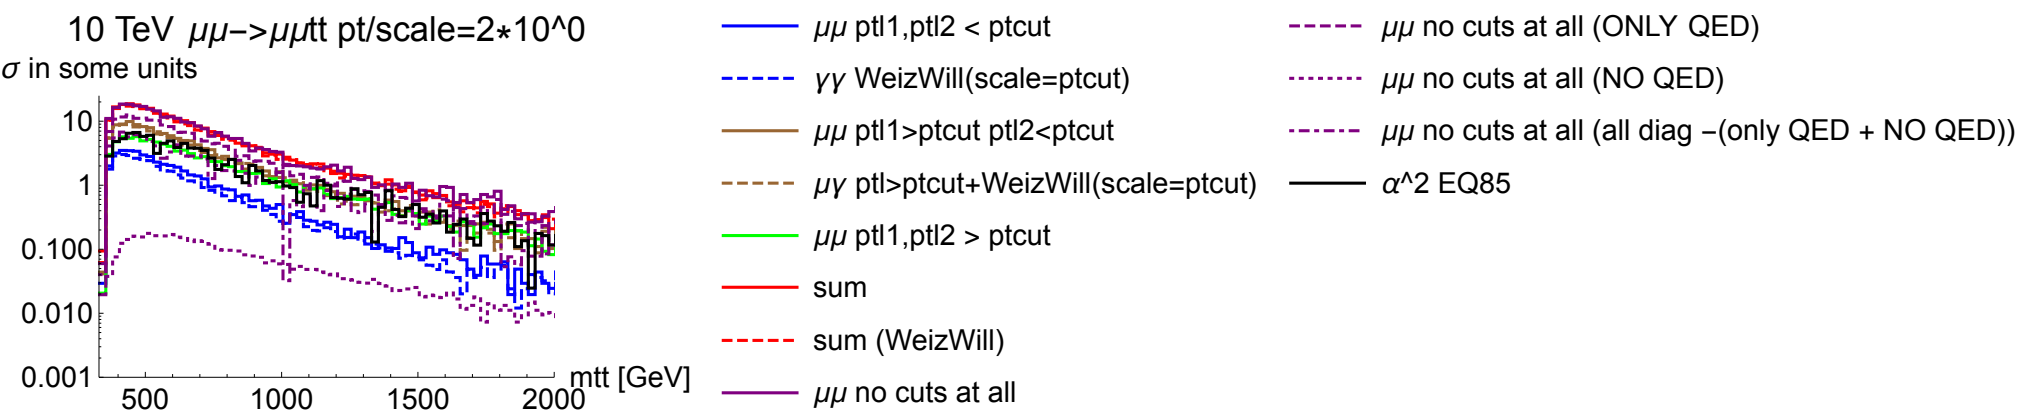 10 TeV μμ->μμtt pt/scale=2*10^0
σ in some units
10
1
0.100
0.010
0.001
500
1000
1500
2000
mtt [GeV]
μμ ptl1,ptl2 < ptcut
γγ WeizWill(scale=ptcut)
μμ ptl1>ptcut ptl2<ptcut
μγ ptl>ptcut+WeizWill(scale=ptcut)
μμ ptl1,ptl2 > ptcut
sum
sum (WeizWill)
μμ no cuts at all
μμ no cuts at all (ONLY QED)
μμ no cuts at all (NO QED)
μμ no cuts at all (all diag -(only QED + NO QED))
α^2 EQ85